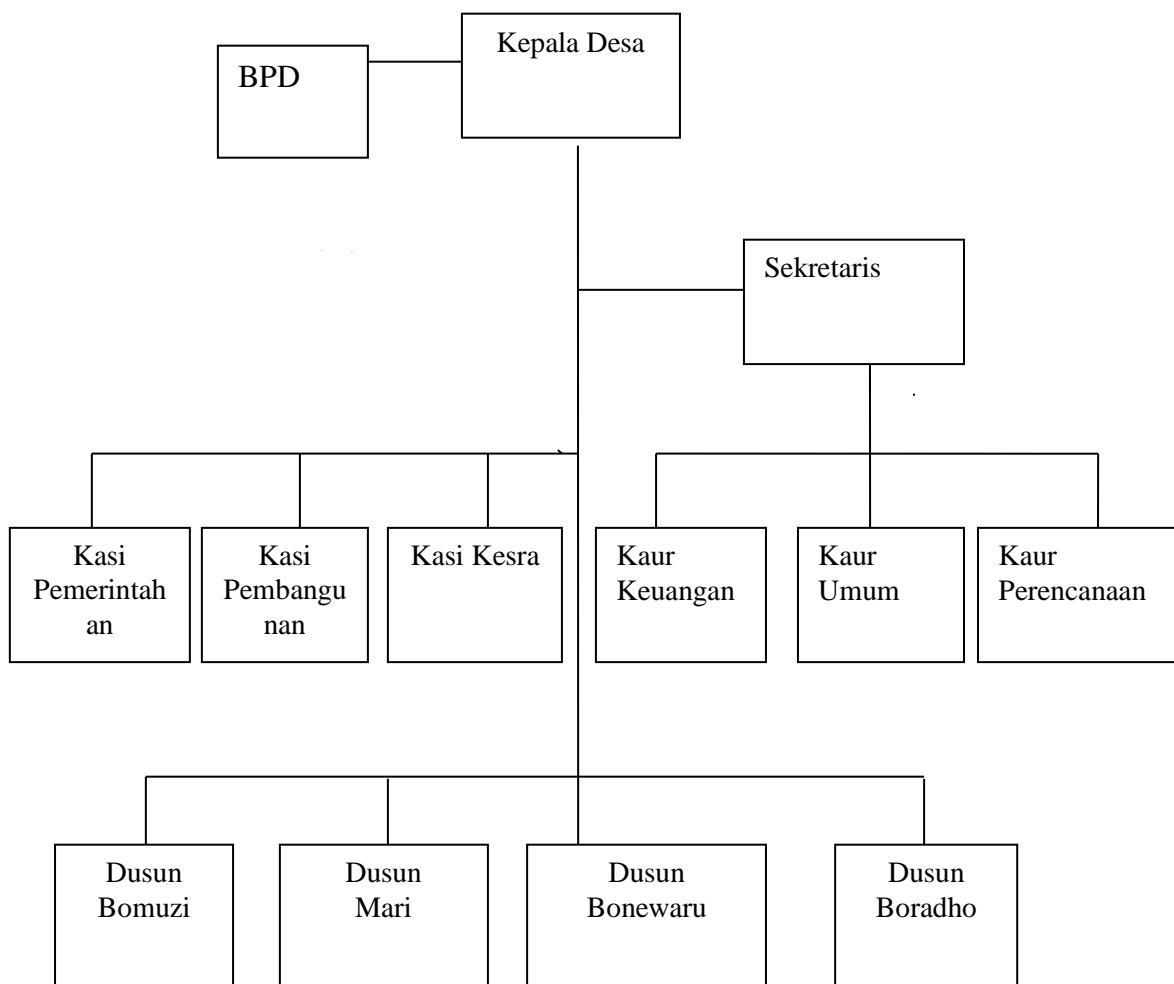 Kepala Desa
BPD
Sekretaris
Kasi
Pemerintah
an
Kasi
Pembangu
nan
Kasi Kesra
Kaur
Keuangan
Kaur
Umum
Kaur
Perencanaan
Dusun
Bomuzi
Dusun
Mari
Dusun
Bonewaru
Dusun
Boradho